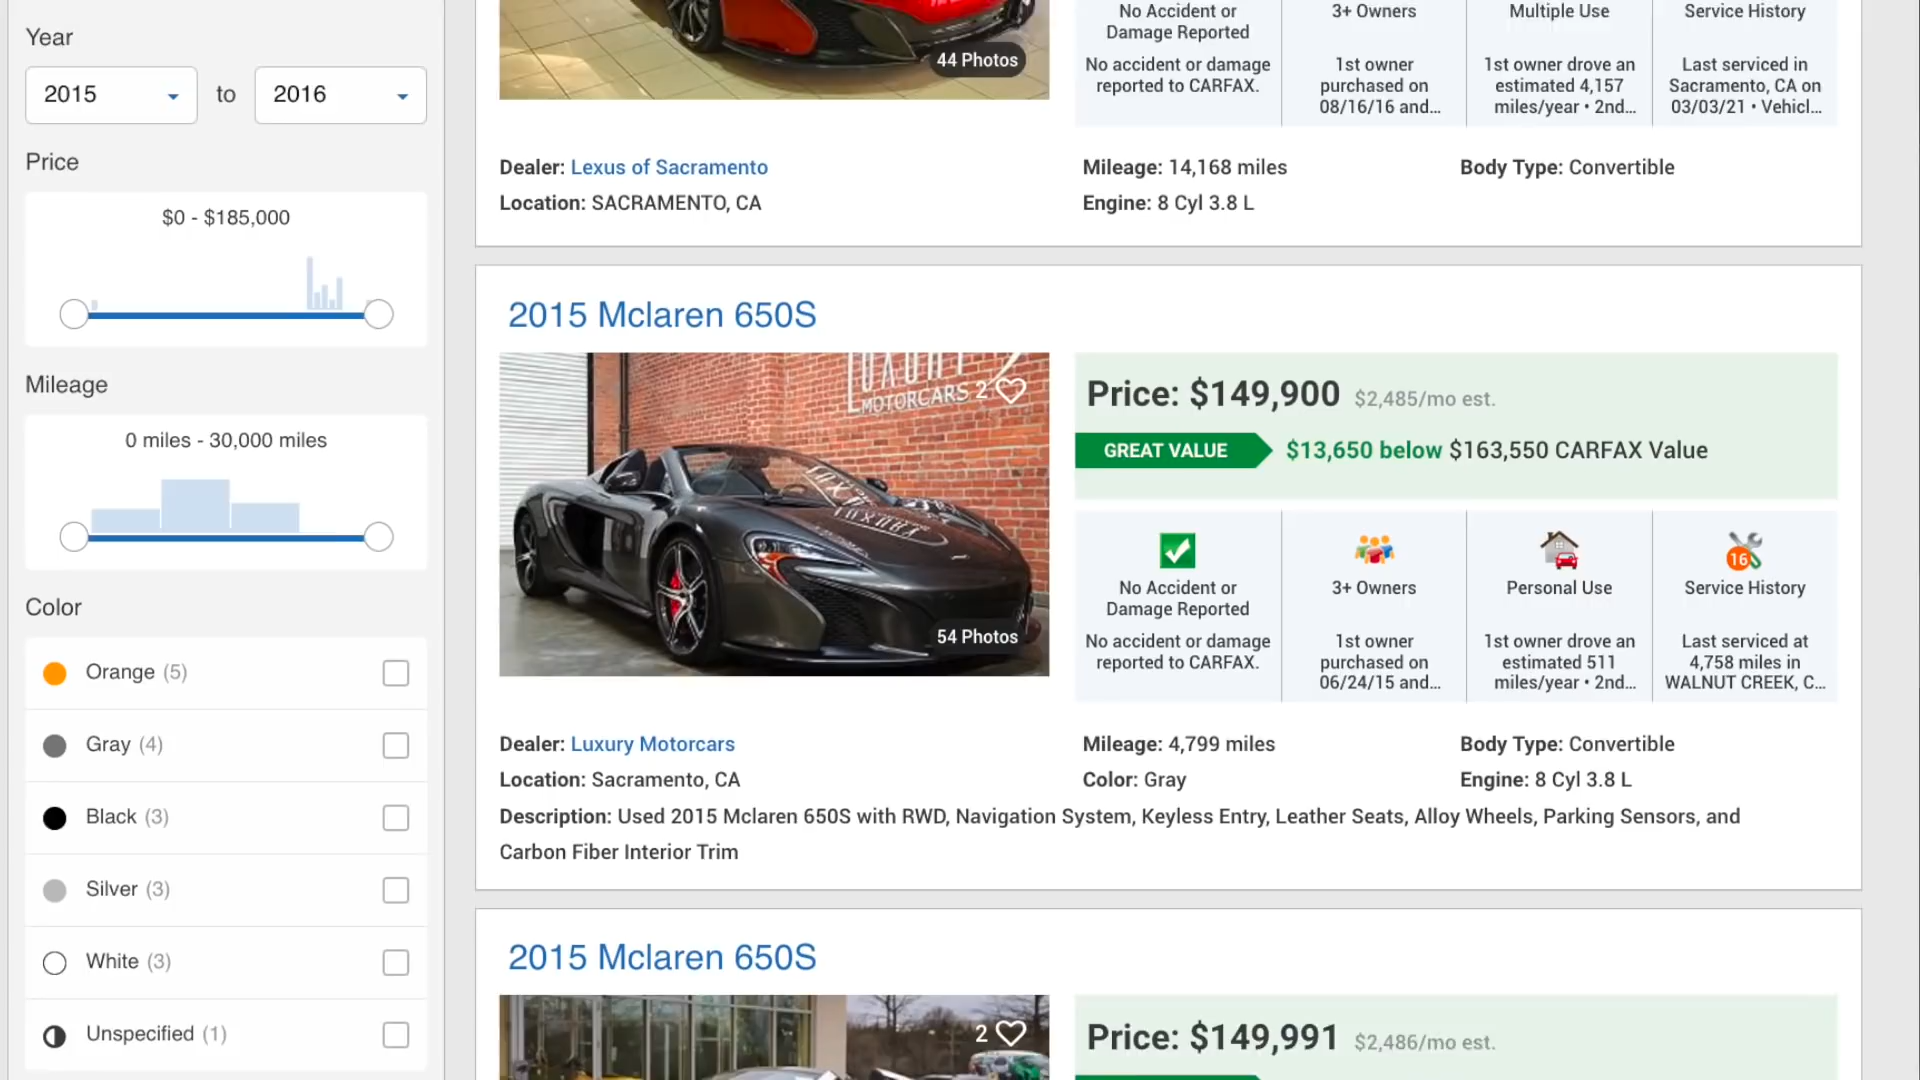 Year
2015
to
2016
Price
$0 - $185,000
Mileage
0 miles - 30,000 miles
Color
Orange (5)
Gray (4)
Black (3)
Silver (3)
White (3)
Unspecified (1)
44 Photos
No Accident or
Damage Reported
No accident or damage
reported to CARFAX.
3+ Owners
1st owner
purchased on
08/16/16 and...
Multiple Use
1st owner drove an
estimated 4,157
miles/year • 2nd...
Service History
Last serviced in
Sacramento, CA on
03/03/21 • Vehicl...
Dealer: Lexus of Sacramento
Location: SACRAMENTO, CA
Mileage: 14,168 miles
Engine: 8 Cyl 3.8 L
Body Type: Convertible
2015 Mclaren 650S
LUXURY
MOTORCARS
2
54 Photos
Price: $149,900 $2,485/mo est.
GREAT VALUE
$13,650 below $163,550 CARFAX Value
No Accident or
Damage Reported
No accident or damage
reported to CARFAX.
3+ Owners
1st owner
purchased on
06/24/15 and...
Personal Use
1st owner drove an
estimated 511
miles/year • 2nd...
16
Service History
Last serviced at
4,758 miles in
WALNUT CREEK, C...
Dealer: Luxury Motorcars
Location: Sacramento, CA
Mileage: 4,799 miles
Color: Gray
Body Type: Convertible
Engine: 8 Cyl 3.8 L
Description: Used 2015 Mclaren 650S with RWD, Navigation System, Keyless Entry, Leather Seats, Alloy Wheels, Parking Sensors, and
Carbon Fiber Interior Trim
2015 Mclaren 650S
2
Price: $149,991 $2,486/mo est.